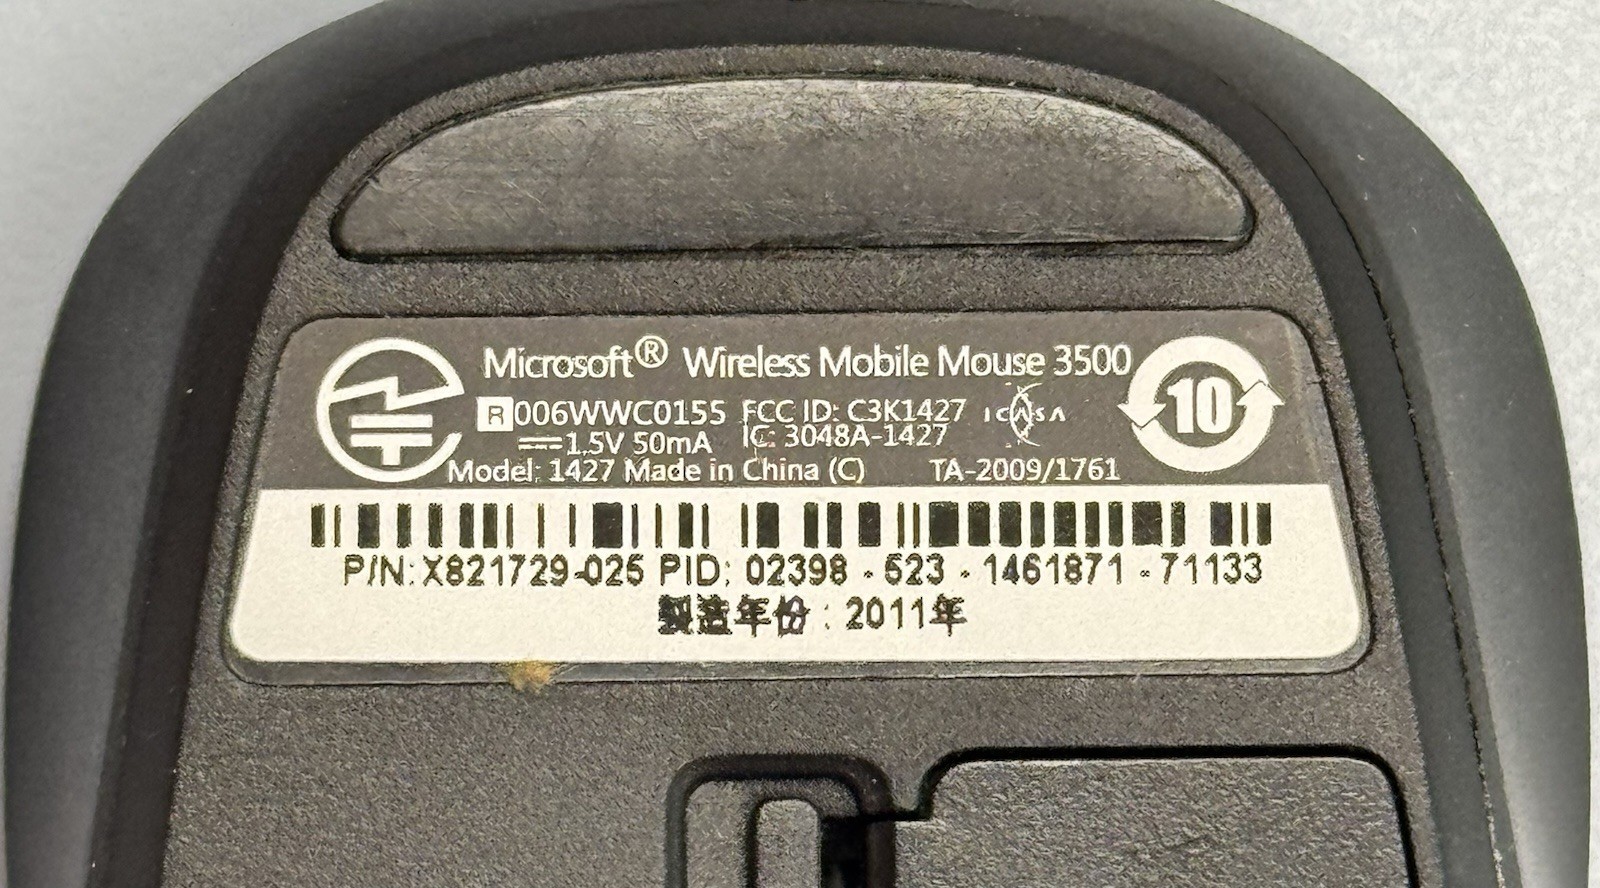 Microsoft® Wireless Mobile Mouse 3500
R 006WWC0155 FCC ID: C3K1427 ICASA
1.5V 50mA IC: 3048A-1427
Model: 1427 Made in China (C) TA-2009/1761
10
P/N: X821729-025 PID: 02398 - 523 - 1461871 - 71133
製造年份 : 2011年